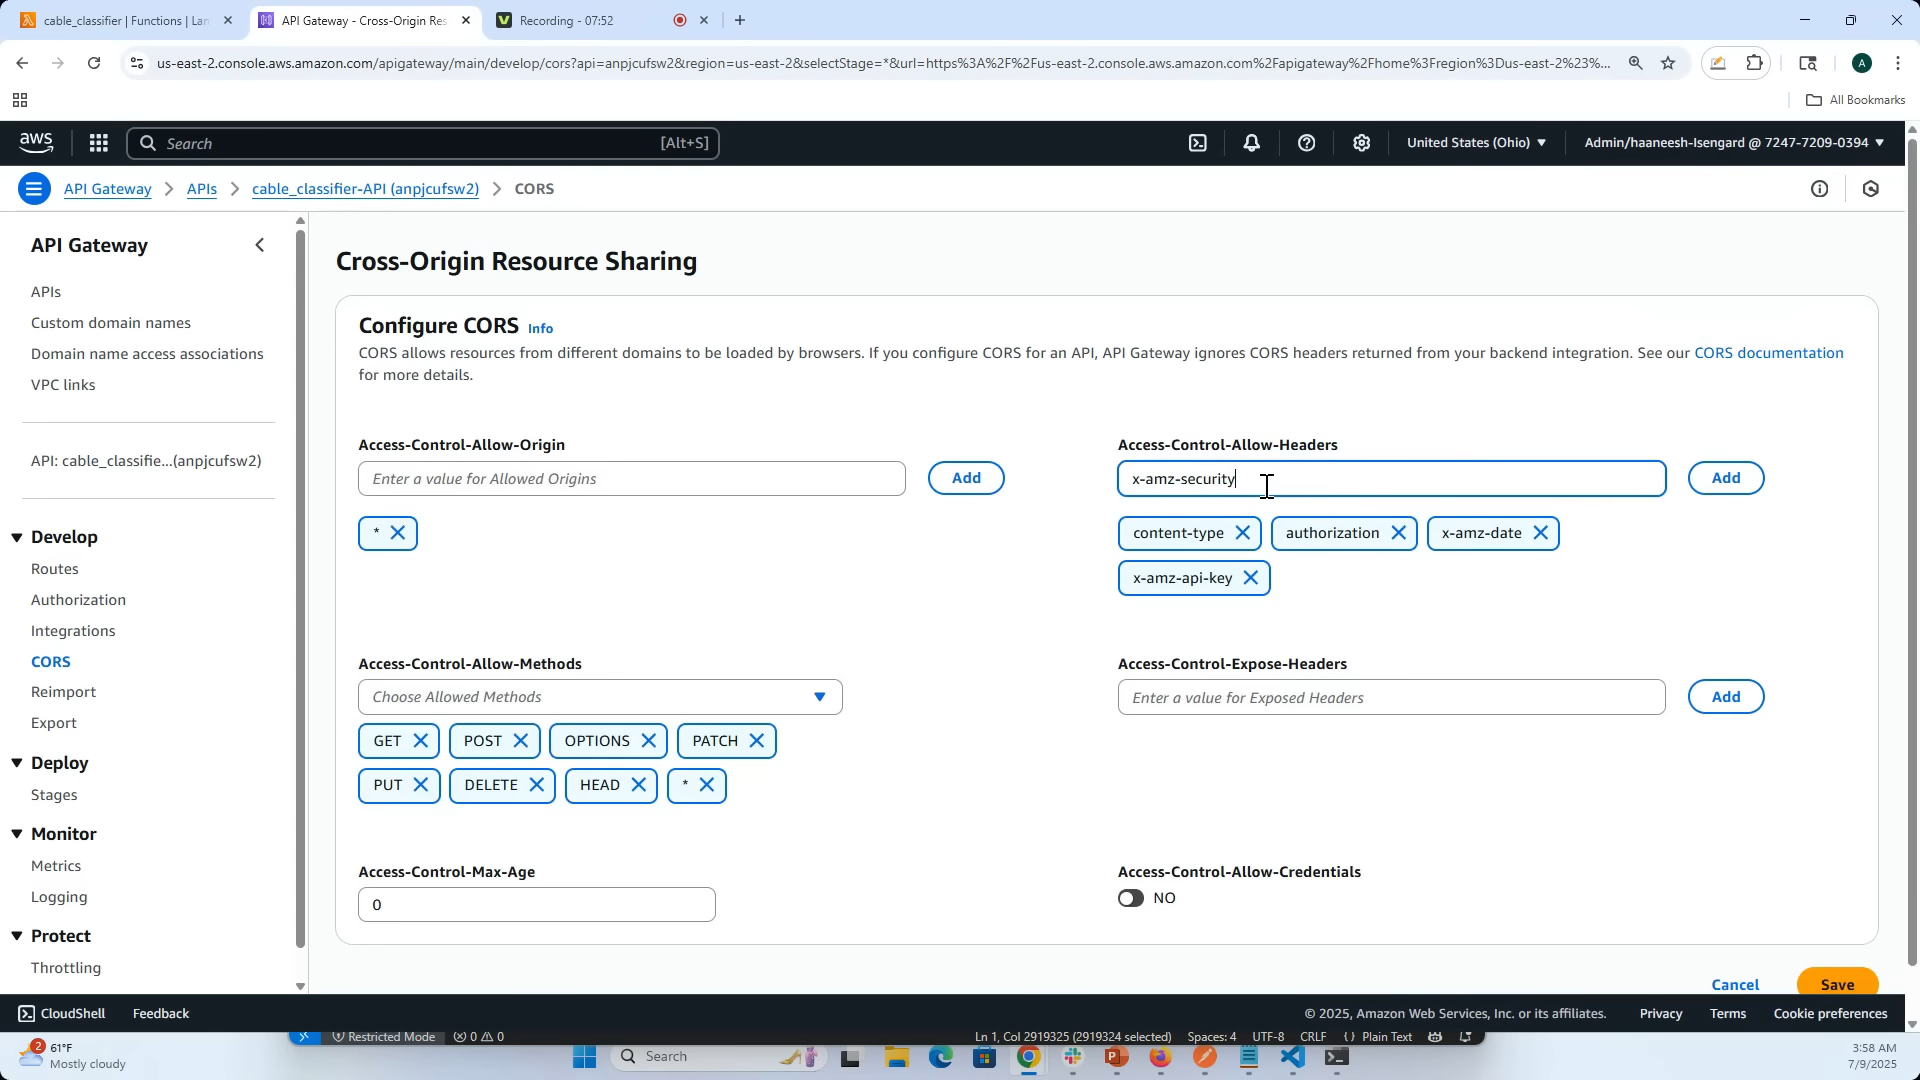 cable_classifier | Functions | Lan
API Gateway - Cross-Origin Res
Recording - 07:52
us-east-2.console.aws.amazon.com/apigateway/main/develop/cors?api=anpjcufsw2&region=us-east-2&selectStage=*&url=https%3A%2F%2Fus-east-2.console.aws.amazon.com%2Fapigateway%2Fhome%3Fregion%3Dus-east-2%23%...
A
All Bookmarks
aws
Search
[Alt+S]
United States (Ohio)
Admin/haaneesh-Isengard @ 7247-7209-0394
API Gateway
APIs
cable_classifier-API (anpjcufsw2)
CORS
API Gateway
APIs
Custom domain names
Domain name access associations
VPC links
API: cable_classifie...(anpjcufsw2)
Develop
Routes
Authorization
Integrations
CORS
Reimport
Export
Deploy
Stages
Monitor
Metrics
Logging
Protect
Throttling
Cross-Origin Resource Sharing
Configure CORS Info
CORS allows resources from different domains to be loaded by browsers. If you configure CORS for an API, API Gateway ignores CORS headers returned from your backend integration. See our CORS documentation
for more details.
Access-Control-Allow-Origin
Enter a value for Allowed Origins
Add
*
Access-Control-Allow-Headers
x-amz-security
Add
content-type
authorization
x-amz-date
x-amz-api-key
Access-Control-Allow-Methods
Choose Allowed Methods
GET
POST
OPTIONS
PATCH
PUT
DELETE
HEAD
*
Access-Control-Expose-Headers
Enter a value for Exposed Headers
Add
Access-Control-Max-Age
0
Access-Control-Allow-Credentials
NO
Cancel
Save
CloudShell
Feedback
© 2025, Amazon Web Services, Inc. or its affiliates.
Privacy
Terms
Cookie preferences
Restricted Mode
0
0
Ln 1, Col 2919325 (2919324 selected)
Spaces: 4
UTF-8
CRLF
Plain Text
2
61°F
Mostly cloudy
Search
3:58 AM
7/9/2025